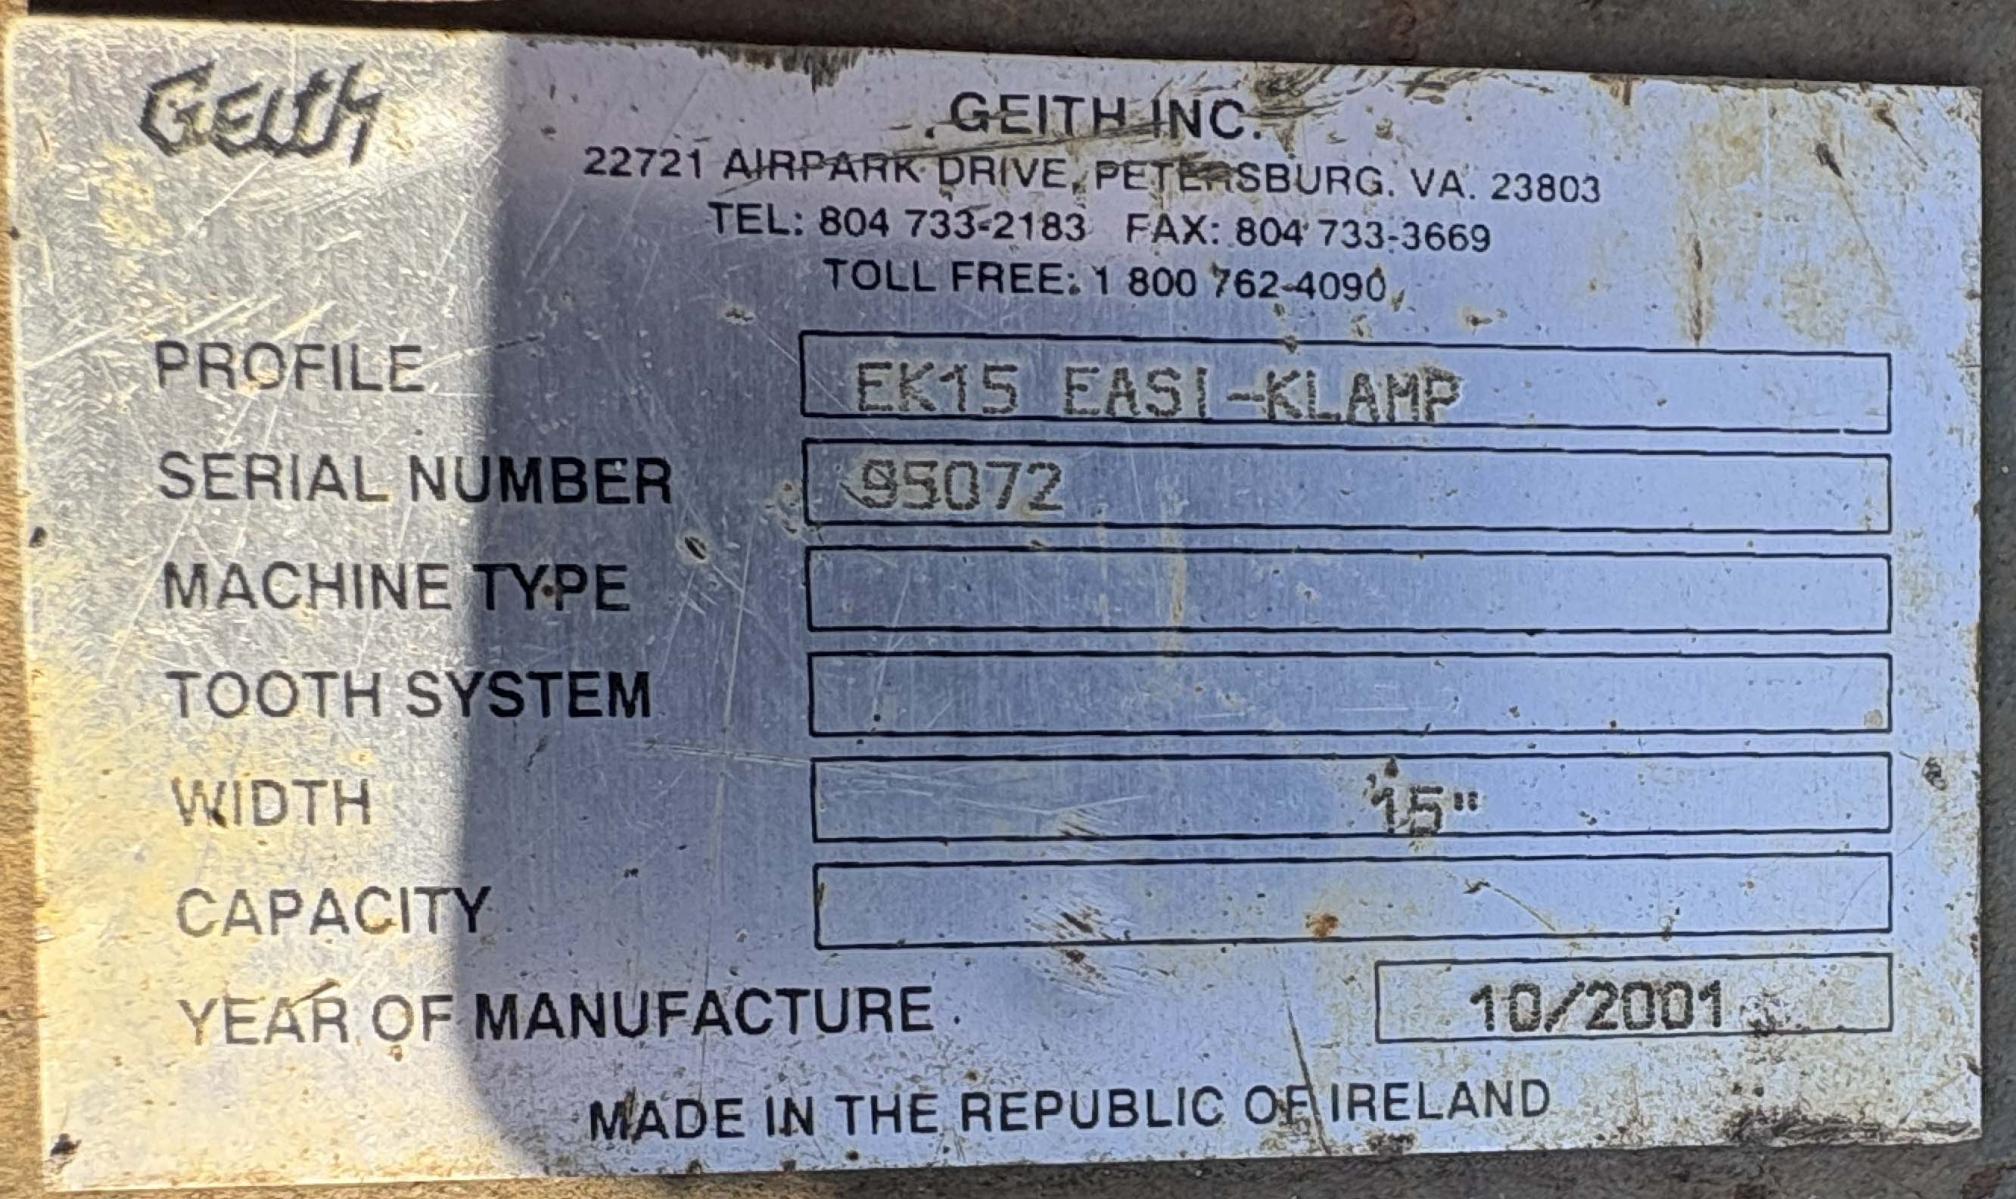 GEITH
GEITH INC.
22721 AIRPARK DRIVE, PETERSBURG. VA. 23803
TEL: 804 733-2183 FAX: 804 733-3669
TOLL FREE: 1 800 762-4090
PROFILE EK15 EASI-KLAMP
SERIAL NUMBER 95072
MACHINE TYPE
TOOTH SYSTEM
WIDTH 15"
CAPACITY
YEAR OF MANUFACTURE 10/2001
MADE IN THE REPUBLIC OF IRELAND